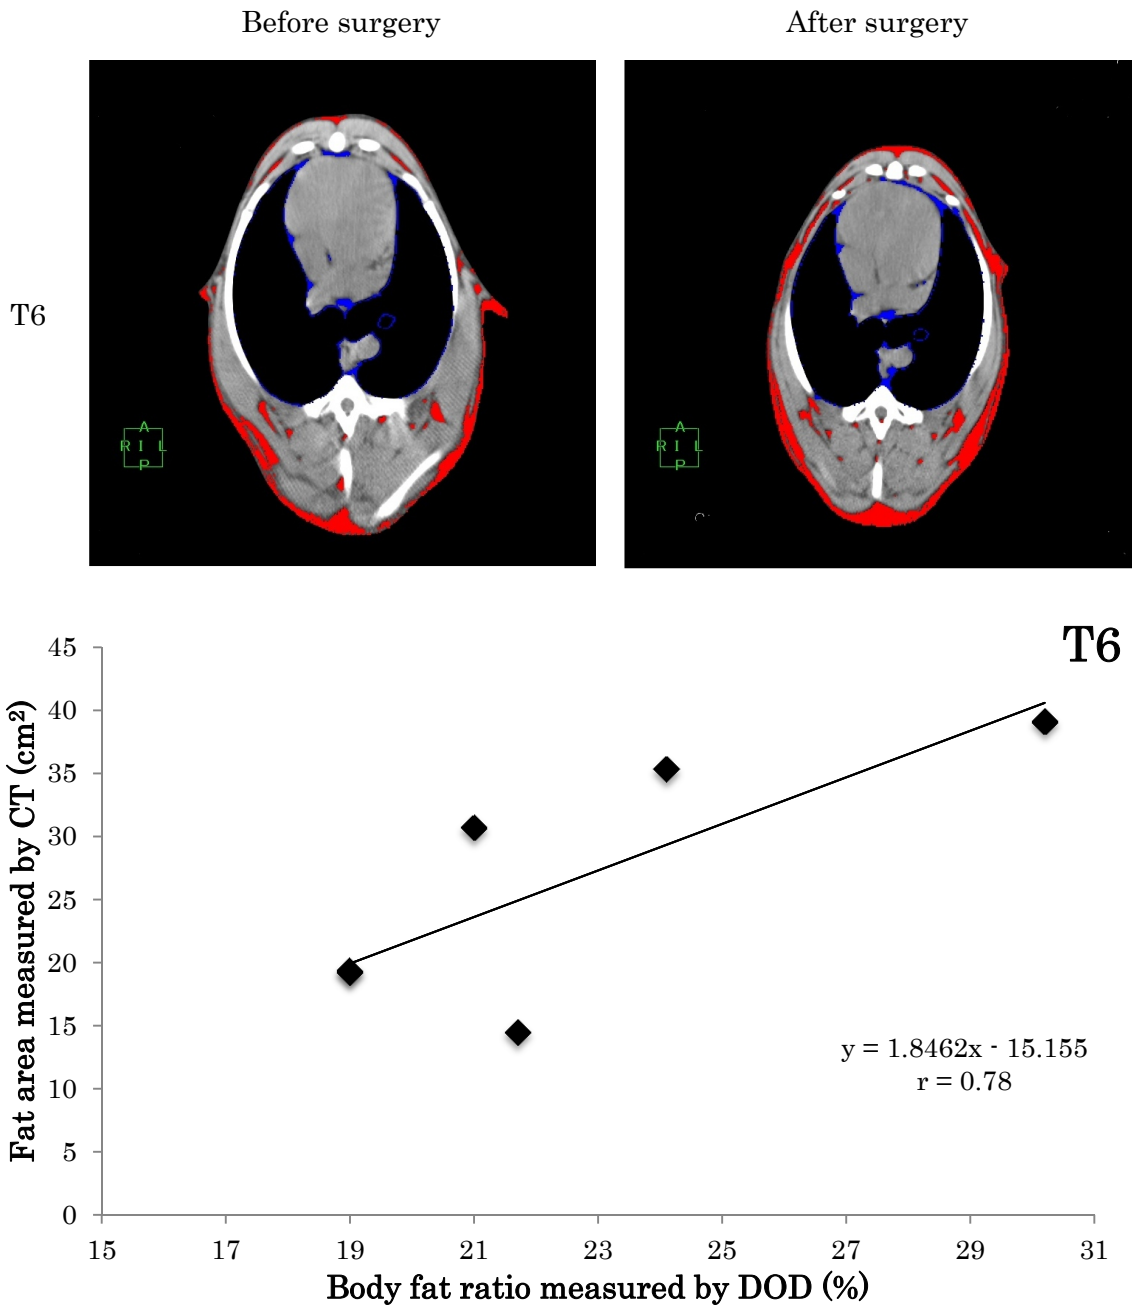 Before surgery
After surgery
T6
A
R I L
P
A
R I L
P
T6
45
40
35
30
25
20
15
10
5
0
Fat area measured by CT (cm²)
y = 1.8462x - 15.155
r = 0.78
15 17 19 21 23 25 27 29 31
Body fat ratio measured by DOD (%)